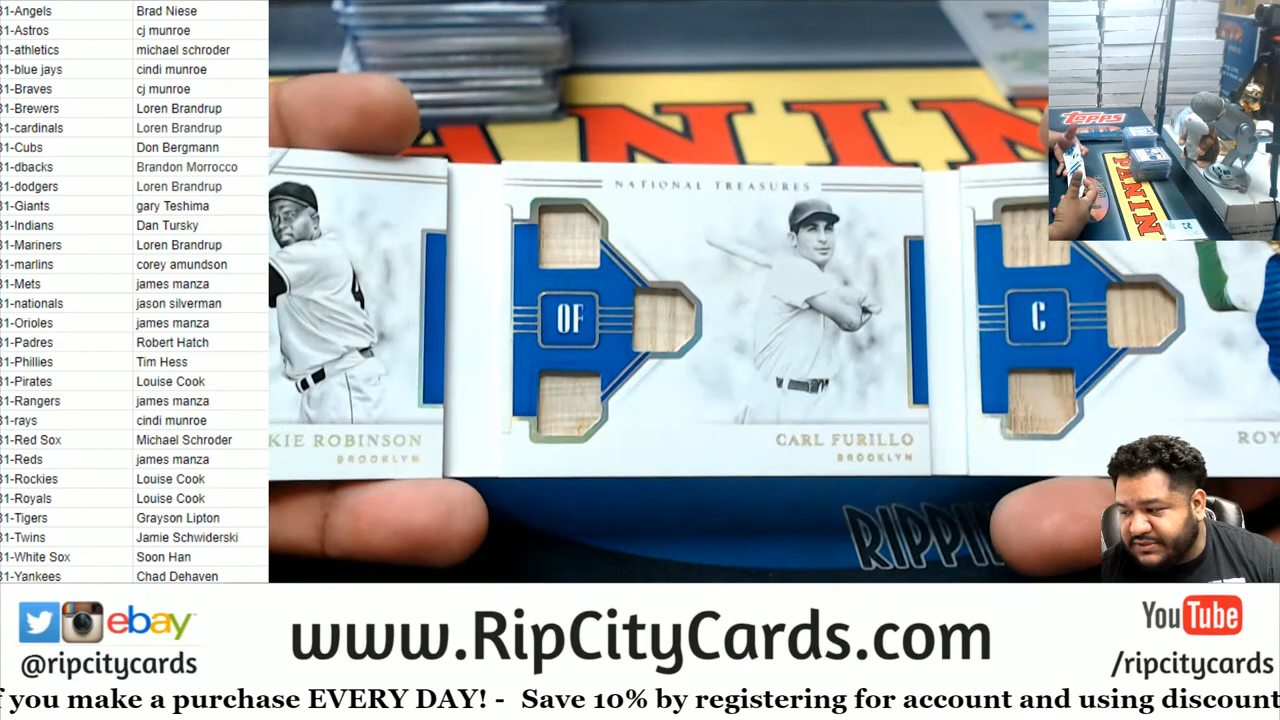 31-Angels Brad Niese
31-Astros cj munroe
31-athletics michael schroder
31-blue jays cindi munroe
31-Braves cj munroe
31-Brewers Loren Brandrup
31-cardinals Loren Brandrup
31-Cubs Don Bergmann
31-dbacks Brandon Morrocco
31-dodgers Loren Brandrup
31-Giants gary Teshima
31-Indians Dan Tursky
31-Mariners Loren Brandrup
31-marlins corey amundson
31-Mets james manza
31-nationals jason silverman
31-Orioles james manza
31-Padres Robert Hatch
31-Phillies Tim Hess
31-Pirates Louise Cook
31-Rangers james manza
31-rays cindi munroe
31-Red Sox Michael Schroder
31-Reds james manza
31-Rockies Louise Cook
31-Royals Louise Cook
31-Tigers Grayson Lipton
31-Twins Jamie Schwiderski
31-White Sox Soon Han
31-Yankees Chad Dehaven
ANINI
Topps
PANINI
NATIONAL TREASURES
OF
C
KIE ROBINSON
BROOKLYN
CARL FURILLO
BROOKLYN
ROY
RIPPIN
ebay
@ripcitycards
www.RipCityCards.com
YouTube
/ripcitycards
f you make a purchase EVERY DAY! - Save 10% by registering for account and using discount